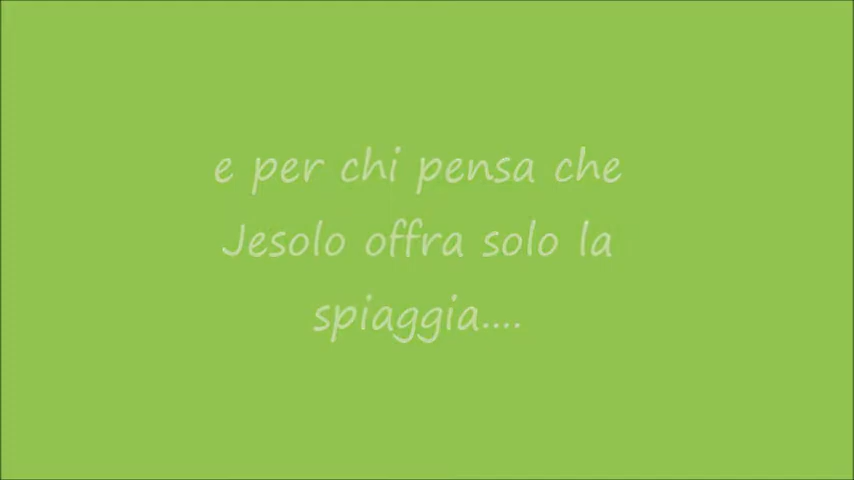 e per chi pensa che
Jesolo offra solo la
spiaggia....